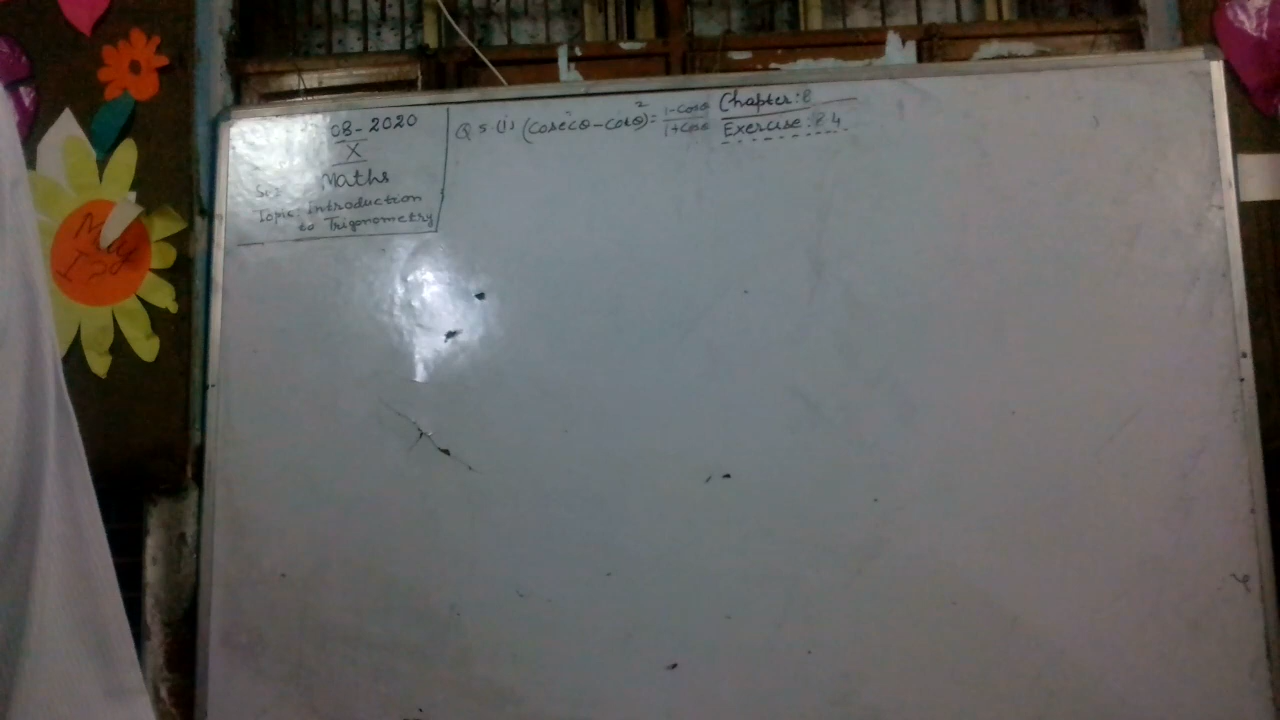 08-2020
X
Maths
Topic: Introduction
to Trigonometry
Q 5 (i) (cosecθ-cotθ)² = 1-cosθ / 1+cosθ
Chapter:8
Exercise:8.4
May